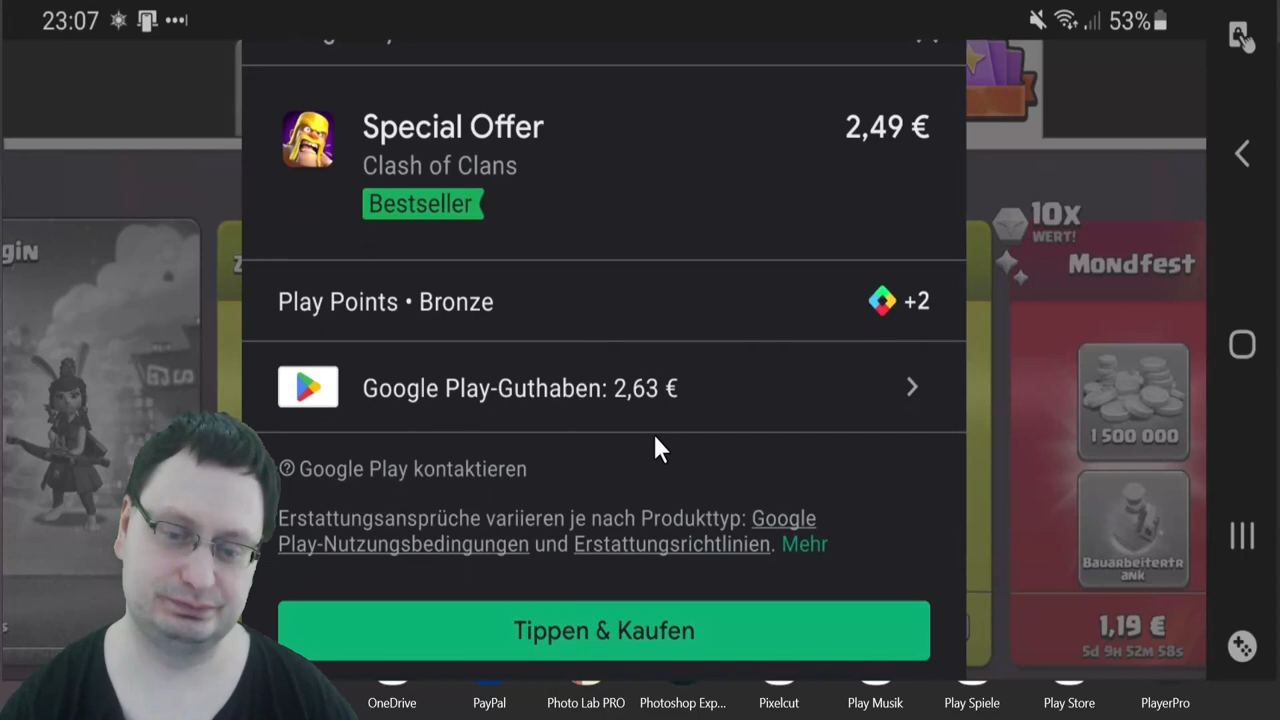 23:07
53%
Special Offer
2,49 €
Clash of Clans
Bestseller
10x
WERT!
Mondfest
Play Points • Bronze
+2
Google Play-Guthaben: 2,63 €
1 500 000
Google Play kontaktieren
Erstattungsansprüche variieren je nach Produkttyp: Google
Play-Nutzungsbedingungen und Erstattungsrichtlinien. Mehr
Bauarbeitertr
ank
Tippen & Kaufen
1,19 €
5d 9H 52M 58s
OneDrive
PayPal
Photo Lab PRO
Photoshop Exp...
Pixelcut
Play Musik
Play Spiele
Play Store
PlayerPro